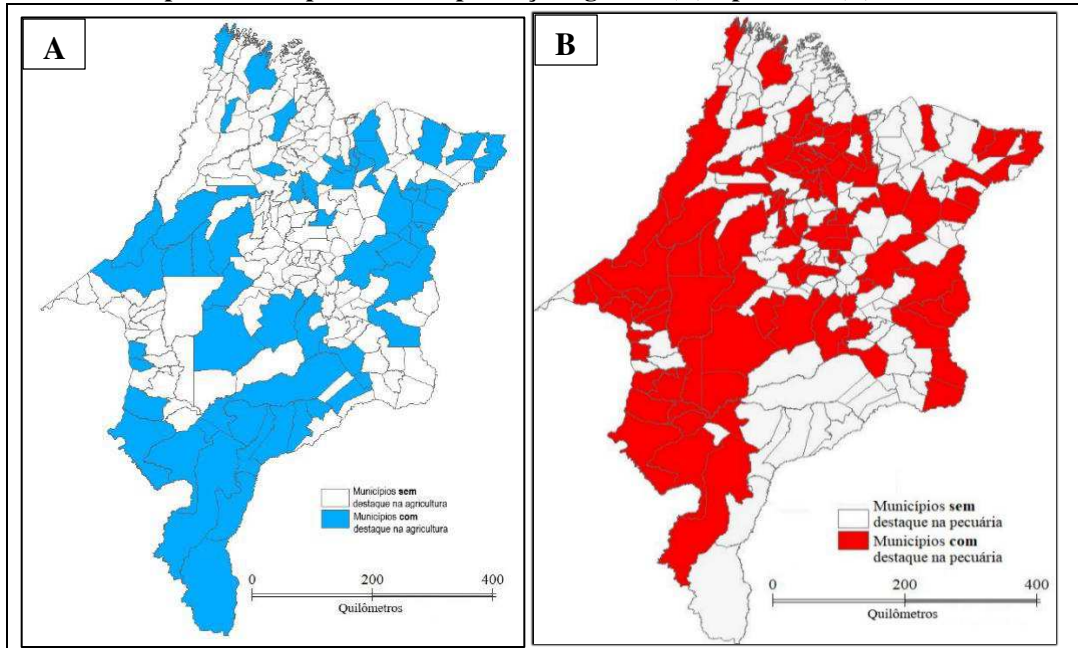 A
B
Municípios sem
destaque na agricultura
Municípios com
destaque na agricultura
0 200 400
Quilômetros
Municípios sem
destaque na pecuária
Municípios com
destaque na pecuária
0 200 400
Quilômetros